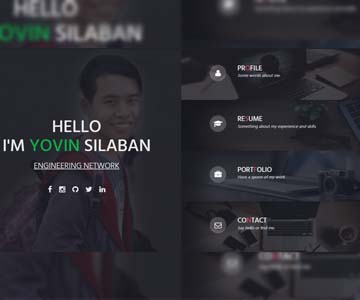 HELLO
YOVIN SILABAN
HELLO
I'M YOVIN SILABAN
ENGINEERING NETWORK
PROFILE
Some words about me
RESUME
Something about my experience and skills
PORTFOLIO
Have a spoon of my work
CONTACT
Say hello or find me
CONTACT